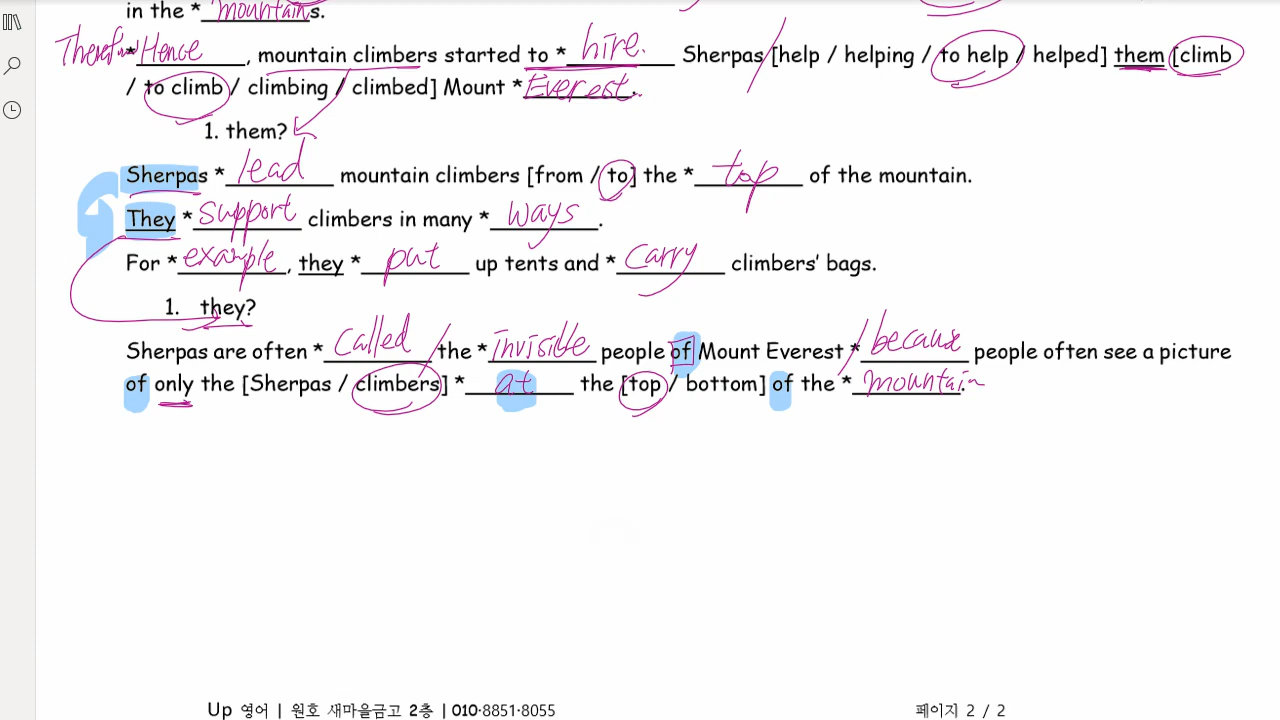 in the * mountains.
Therefore * Hence, mountain climbers started to * hire. Sherpas [help / helping / to help / helped] them [climb
/ to climb / climbing / climbed] Mount * Everest.
1. them?
Sherpas * lead mountain climbers [from / to] the * top of the mountain.
They * support climbers in many * ways.
For * example, they * put up tents and * carry climbers' bags.
1. they?
Sherpas are often * called the * invisible people of Mount Everest * because people often see a picture
of only the [Sherpas / climbers] * at the [top / bottom] of the * mountain.
Up 영어 | 원호 새마을금고 2층 | 010-8851-8055 페이지 2 / 2